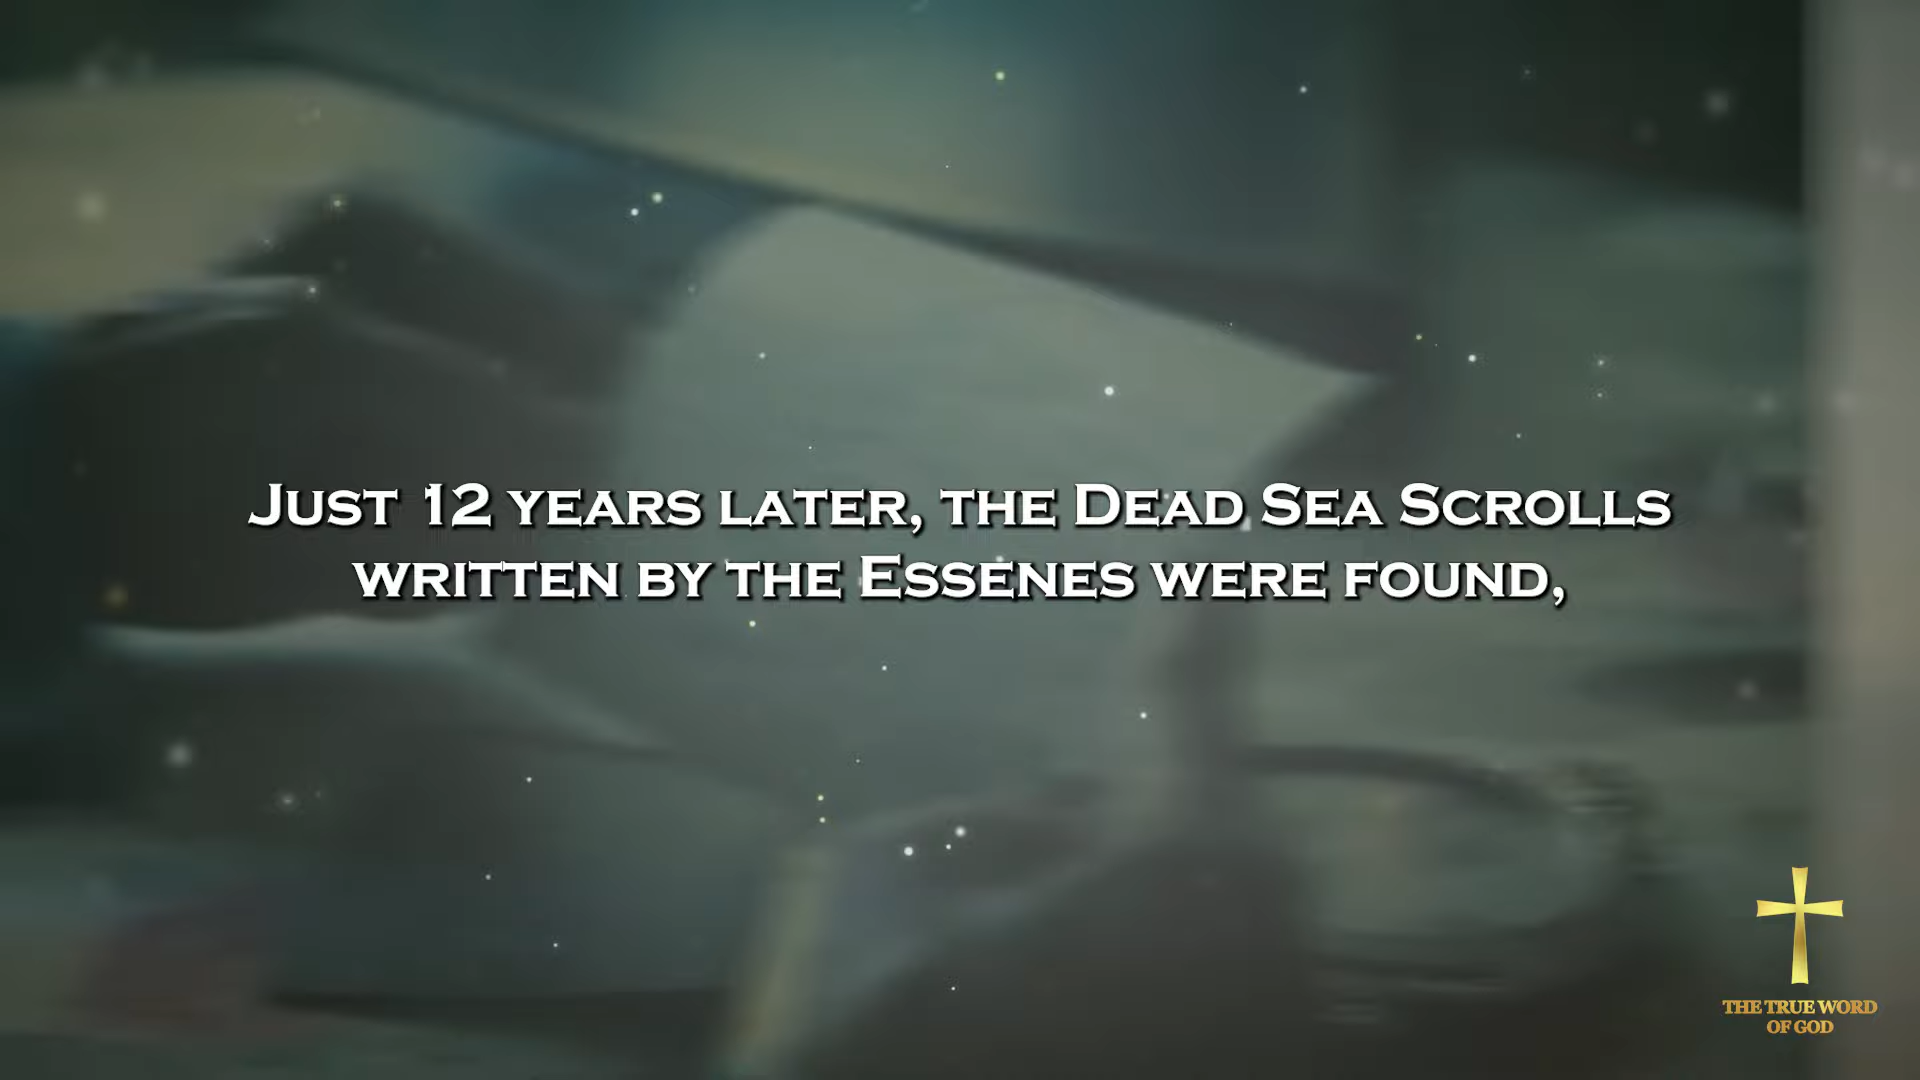 Just 12 years later, the Dead Sea Scrolls
written by the Essenes were found,
THE TRUE WORD
OF GOD